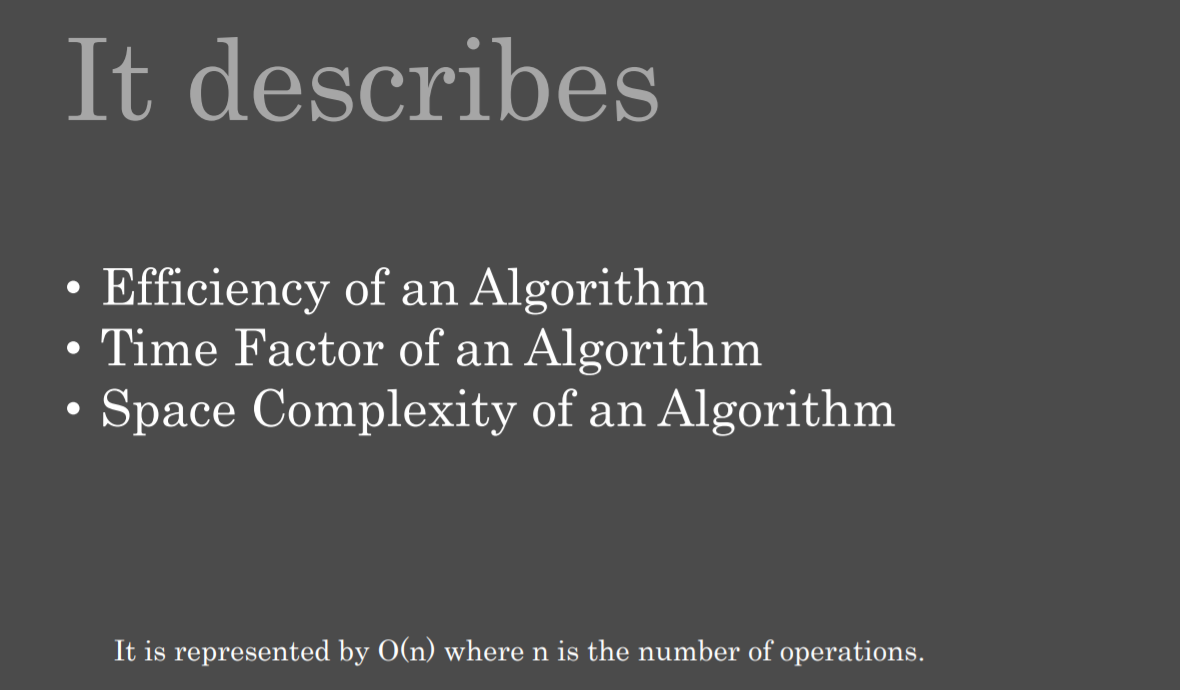 It describes
• Efficiency of an Algorithm
• Time Factor of an Algorithm
• Space Complexity of an Algorithm
It is represented by O(n) where n is the number of operations.